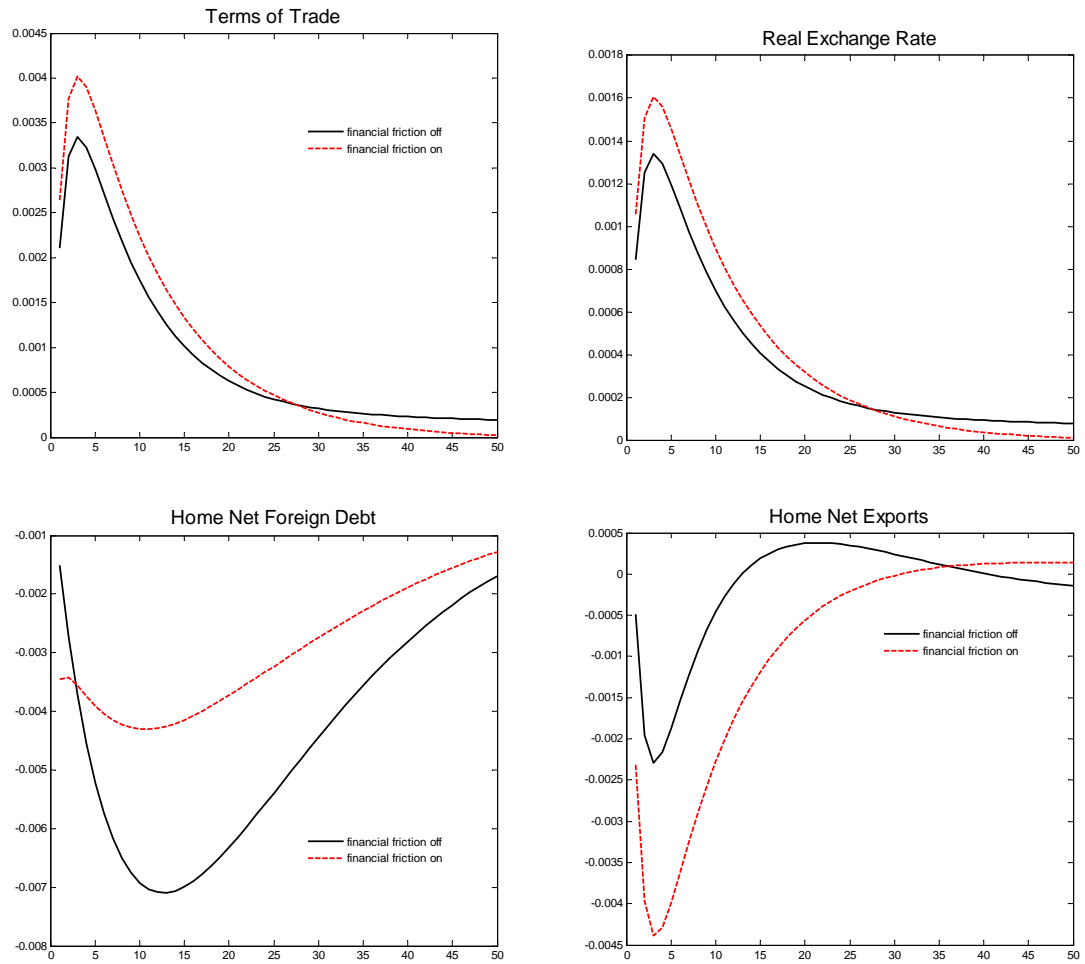 Terms of Trade
0.0045
0.004
0.0035
0.003
0.0025
0.002
0.0015
0.001
0.0005
0
0 5 10 15 20 25 30 35 40 45 50
financial friction off
financial friction on
Real Exchange Rate
0.0018
0.0016
0.0014
0.0012
0.001
0.0008
0.0006
0.0004
0.0002
0
0 5 10 15 20 25 30 35 40 45 50
Home Net Foreign Debt
-0.001
-0.002
-0.003
-0.004
-0.005
-0.006
-0.007
-0.008
0 5 10 15 20 25 30 35 40 45 50
financial friction off
financial friction on
Home Net Exports
0.0005
0
-0.0005
-0.001
-0.0015
-0.002
-0.0025
-0.003
-0.0035
-0.004
-0.0045
0 5 10 15 20 25 30 35 40 45 50
financial friction off
financial friction on